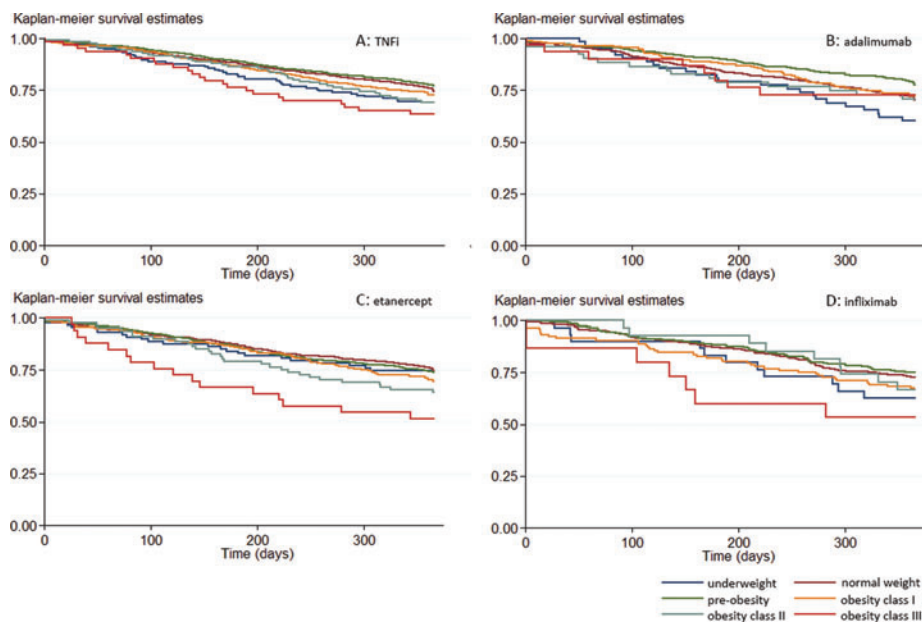 Kaplan-meier survival estimates
A: TNFi
1.00
0.75
0.50
0.25
0.00
0 100 200 300
Time (days)
Kaplan-meier survival estimates
B: adalimumab
1.00
0.75
0.50
0.25
0.00
0 100 200 300
Time (days)
Kaplan-meier survival estimates
C: etanercept
1.00
0.75
0.50
0.25
0.00
0 100 200 300
Time (days)
Kaplan-meier survival estimates
D: infliximab
1.00
0.75
0.50
0.25
0.00
0 100 200 300
Time (days)
underweight normal weight
pre-obesity obesity class I
obesity class II obesity class III